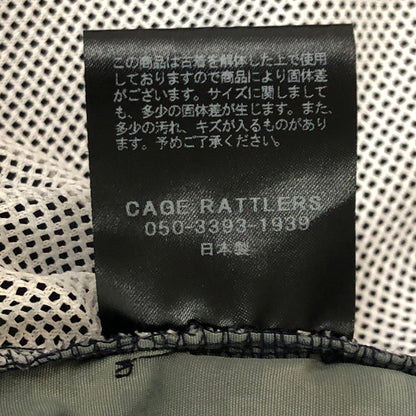 この商品は古着を解体した上で使用
しておりますので商品により固体差
がございます。サイズに関しまして
も、多少の固体差が生じます。また、
多少の汚れ、キズが入るものもあり
ます。予めご了承ください。
CAGE RATTLERS
050-3393-1939
日本製